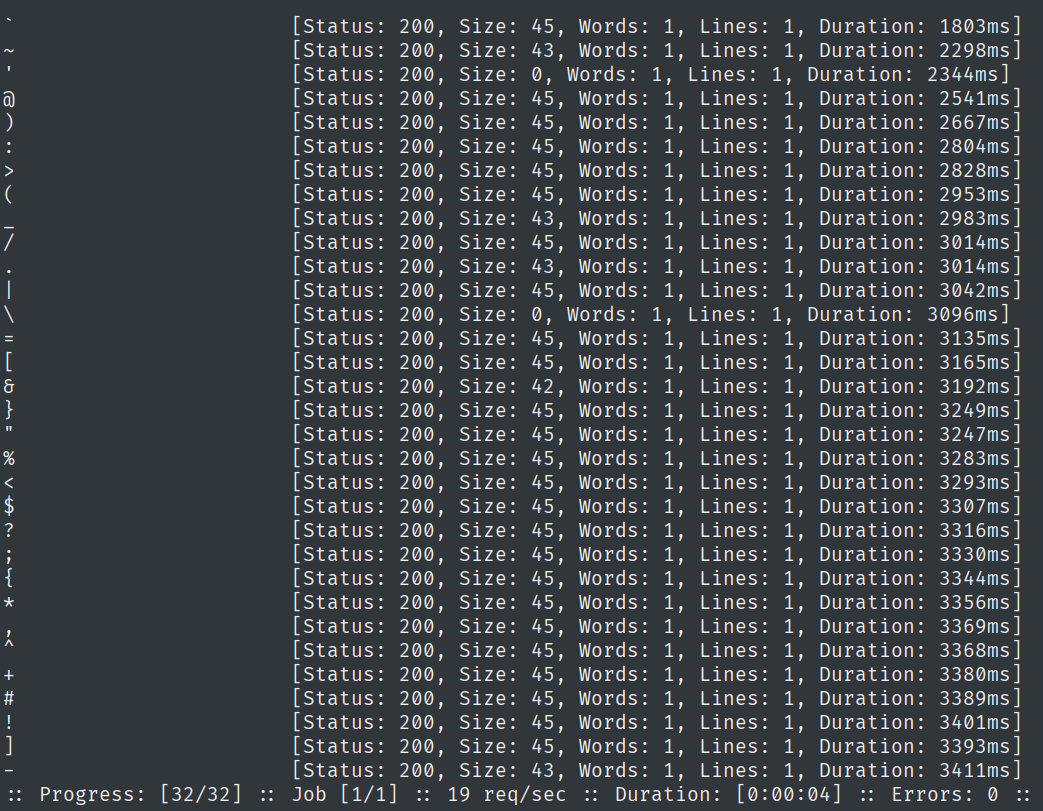 ` [Status: 200, Size: 45, Words: 1, Lines: 1, Duration: 1803ms]
~ [Status: 200, Size: 43, Words: 1, Lines: 1, Duration: 2298ms]
' [Status: 200, Size: 0, Words: 1, Lines: 1, Duration: 2344ms]
@ [Status: 200, Size: 45, Words: 1, Lines: 1, Duration: 2541ms]
) [Status: 200, Size: 45, Words: 1, Lines: 1, Duration: 2667ms]
: [Status: 200, Size: 45, Words: 1, Lines: 1, Duration: 2804ms]
> [Status: 200, Size: 45, Words: 1, Lines: 1, Duration: 2828ms]
( [Status: 200, Size: 45, Words: 1, Lines: 1, Duration: 2953ms]
_ [Status: 200, Size: 43, Words: 1, Lines: 1, Duration: 2983ms]
/ [Status: 200, Size: 45, Words: 1, Lines: 1, Duration: 3014ms]
. [Status: 200, Size: 43, Words: 1, Lines: 1, Duration: 3014ms]
| [Status: 200, Size: 45, Words: 1, Lines: 1, Duration: 3042ms]
\ [Status: 200, Size: 0, Words: 1, Lines: 1, Duration: 3096ms]
= [Status: 200, Size: 45, Words: 1, Lines: 1, Duration: 3135ms]
[ [Status: 200, Size: 45, Words: 1, Lines: 1, Duration: 3165ms]
& [Status: 200, Size: 42, Words: 1, Lines: 1, Duration: 3192ms]
} [Status: 200, Size: 45, Words: 1, Lines: 1, Duration: 3249ms]
" [Status: 200, Size: 45, Words: 1, Lines: 1, Duration: 3247ms]
% [Status: 200, Size: 45, Words: 1, Lines: 1, Duration: 3283ms]
< [Status: 200, Size: 45, Words: 1, Lines: 1, Duration: 3293ms]
$ [Status: 200, Size: 45, Words: 1, Lines: 1, Duration: 3307ms]
? [Status: 200, Size: 45, Words: 1, Lines: 1, Duration: 3316ms]
; [Status: 200, Size: 45, Words: 1, Lines: 1, Duration: 3330ms]
{ [Status: 200, Size: 45, Words: 1, Lines: 1, Duration: 3344ms]
* [Status: 200, Size: 45, Words: 1, Lines: 1, Duration: 3356ms]
, [Status: 200, Size: 45, Words: 1, Lines: 1, Duration: 3369ms]
^ [Status: 200, Size: 45, Words: 1, Lines: 1, Duration: 3368ms]
+ [Status: 200, Size: 45, Words: 1, Lines: 1, Duration: 3380ms]
# [Status: 200, Size: 45, Words: 1, Lines: 1, Duration: 3389ms]
! [Status: 200, Size: 45, Words: 1, Lines: 1, Duration: 3401ms]
] [Status: 200, Size: 45, Words: 1, Lines: 1, Duration: 3393ms]
- [Status: 200, Size: 43, Words: 1, Lines: 1, Duration: 3411ms]
:: Progress: [32/32] :: Job [1/1] :: 19 req/sec :: Duration: [0:00:04] :: Errors: 0 ::